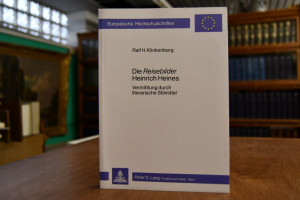 Europäische Hochschulschriften
Ralf H. Klinkenberg
Die Reisebilder
Heinrich Heines
Vermittlung durch
literarische Stilmittel
Peter D. Lang